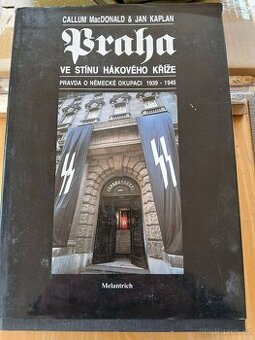 CALLUM MacDONALD & JAN KAPLAN
Praha
VE STÍNU HÁKOVÉHO KŘÍŽE
PRAVDA O NĚMECKÉ OKUPACI 1939 - 1945
Melantrich